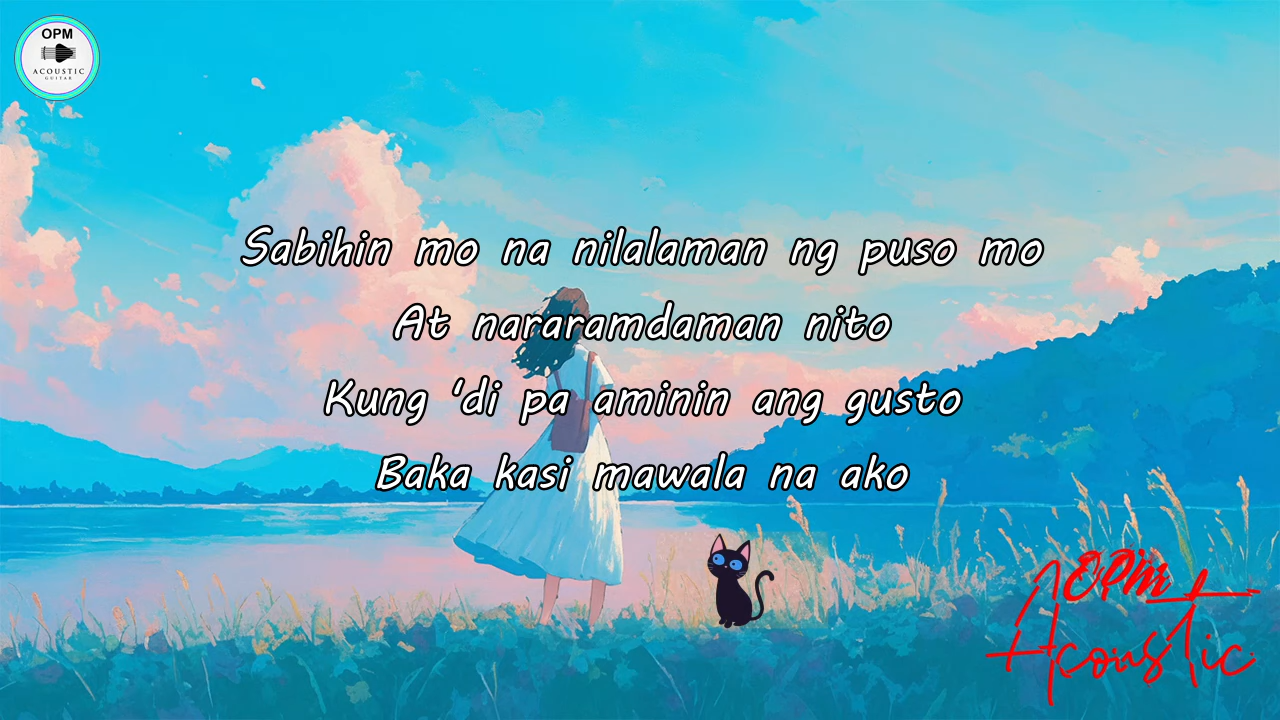 OPM
ACOUSTIC
GUITAR
Sabihin mo na nilalaman ng puso mo
At nararamdaman nito
Kung ‘di pa aminin ang gusto
Baka kasi mawala na ako
OPM
Acoustic